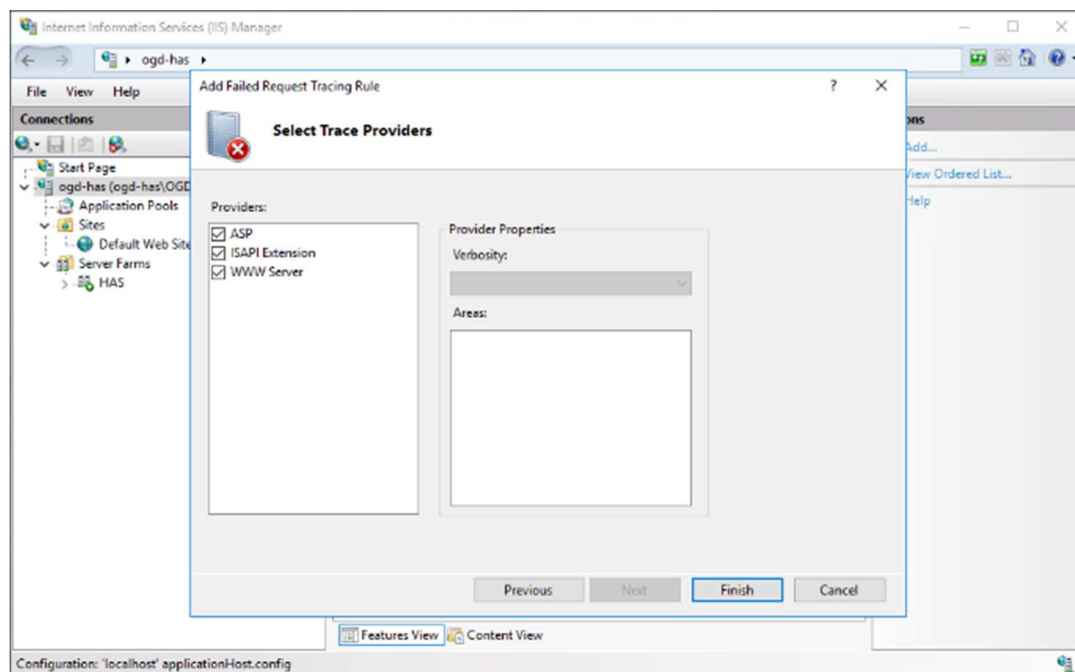 Internet Information Services (IIS) Manager
ogd-has
File View Help
Connections
Start Page
ogd-has (ogd-has\OGD
Application Pools
Sites
Default Web Site
Server Farms
HAS
Add Failed Request Tracing Rule
?
Select Trace Providers
Providers:
ASP
ISAPI Extension
WWW Server
Provider Properties
Verbosity:
Areas:
Previous Next Finish Cancel
ons
Add...
View Ordered List...
Help
Features View Content View
Configuration: 'localhost' applicationHost.config